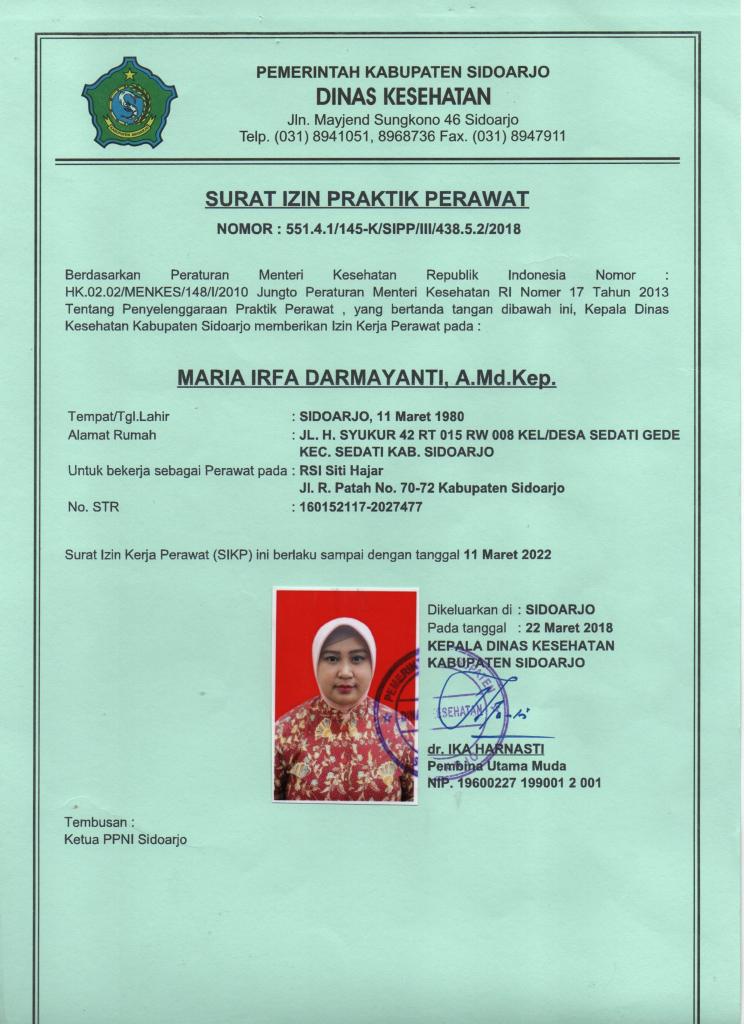 PEMERINTAH KABUPATEN SIDOARJO
DINAS KESEHATAN
Jln. Mayjend Sungkono 46 Sidoarjo
Telp. (031) 8941051, 8968736 Fax. (031) 8947911
SURAT IZIN PRAKTIK PERAWAT
NOMOR : 551.4.1/145-K/SIPP/III/438.5.2/2018
Berdasarkan Peraturan Menteri Kesehatan Republik Indonesia Nomor :
HK.02.02/MENKES/148/I/2010 Jungto Peraturan Menteri Kesehatan RI Nomer 17 Tahun 2013
Tentang Penyelenggaraan Praktik Perawat , yang bertanda tangan dibawah ini, Kepala Dinas
Kesehatan Kabupaten Sidoarjo memberikan Izin Kerja Perawat pada :
MARIA IRFA DARMAYANTI, A.Md.Kep.
Tempat/Tgl.Lahir : SIDOARJO, 11 Maret 1980
Alamat Rumah : JL. H. SYUKUR 42 RT 015 RW 008 KEL/DESA SEDATI GEDE
KEC. SEDATI KAB. SIDOARJO
Untuk bekerja sebagai Perawat pada : RSI Siti Hajar
Jl. R. Patah No. 70-72 Kabupaten Sidoarjo
No. STR : 160152117-2027477
Surat Izin Kerja Perawat (SIKP) ini berlaku sampai dengan tanggal 11 Maret 2022
Dikeluarkan di : SIDOARJO
Pada tanggal : 22 Maret 2018
KEPALA DINAS KESEHATAN
KABUPATEN SIDOARJO
dr. IKA HARNASTI
Pembina Utama Muda
NIP. 19600227 199001 2 001
Tembusan :
Ketua PPNI Sidoarjo